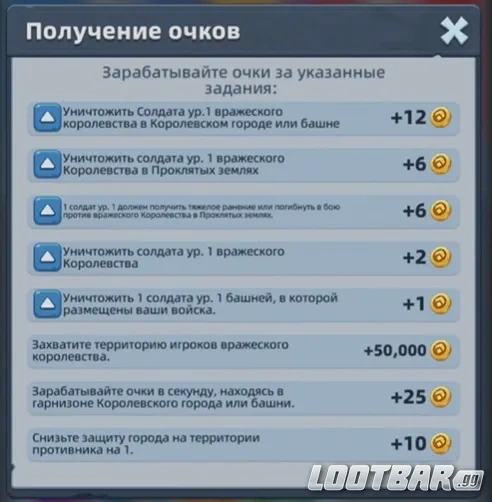 Получение очков
Зарабатывайте очки за указанные
задания:
Уничтожить Солдата ур.1 вражеского
королевства в Королевском городе или башне
+12
Уничтожить солдата ур. 1 вражеского
Королевства в Проклятых землях
+6
1 солдат ур. 1 должен получить тяжелое ранение или погибнуть в бою
против вражеского Королевства в Проклятых землях.
+6
Уничтожить солдата ур. 1 вражеского
Королевства
+2
Уничтожить 1 солдата ур. 1 башней, в которой
размещены ваши войска.
+1
Захватите территорию игроков вражеского
королевства.
+50,000
Зарабатывайте очки в секунду, находясь в
гарнизоне Королевского города или башни.
+25
Снизьте защиту города на территории
противника на 1.
+10
LOOTBAR.gg